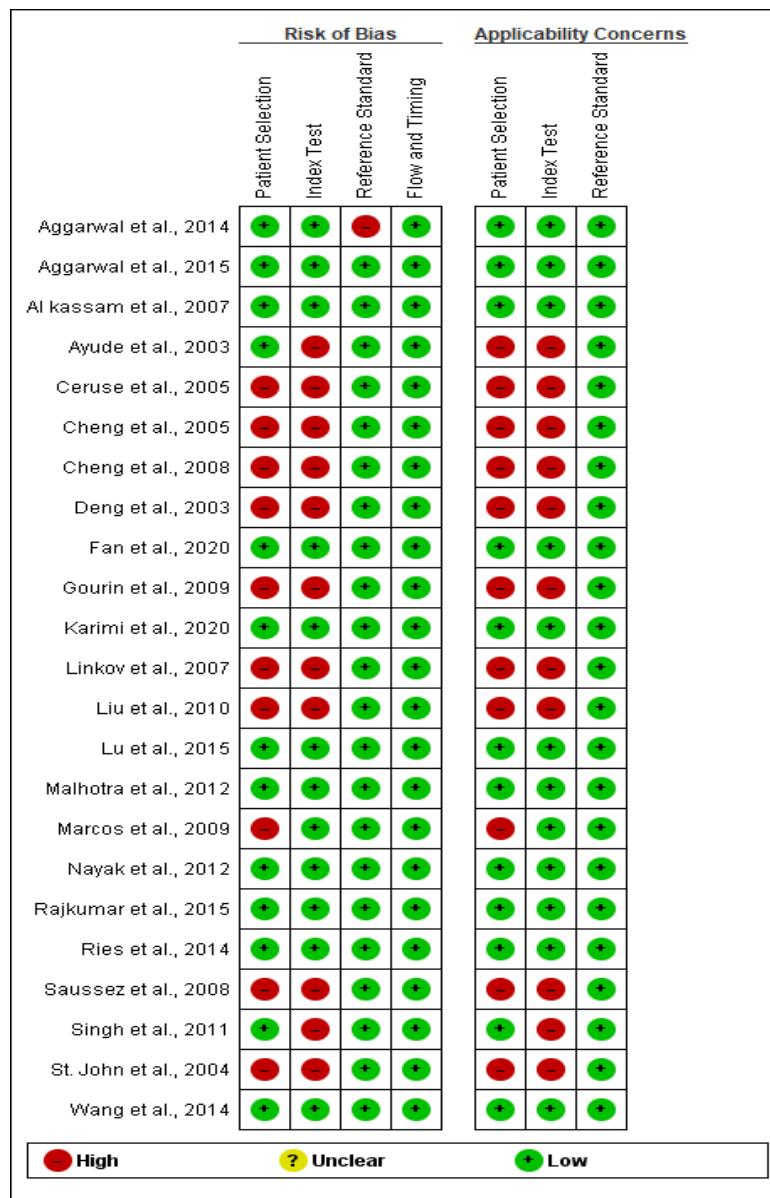 Risk of Bias Applicability Concerns
Patient Selection Index Test Reference Standard Flow and Timing Patient Selection Index Test Reference Standard
Aggarwal et al., 2014 + + – + + + +
Aggarwal et al., 2015 + + + + + + +
Al kassam et al., 2007 + + + + + + +
Ayude et al., 2003 + – + + – – +
Ceruse et al., 2005 – – + + – – +
Cheng et al., 2005 – – + + – – +
Cheng et al., 2008 – – + + – – +
Deng et al., 2003 – – + + – – +
Fan et al., 2020 + + + + + + +
Gourin et al., 2009 – – + + – – +
Karimi et al., 2020 + + + + + + +
Linkov et al., 2007 – – + + – – +
Liu et al., 2010 – – + + – – +
Lu et al., 2015 + + + + + + +
Malhotra et al., 2012 + + + + + + +
Marcos et al., 2009 – + + + – + +
Nayak et al., 2012 + + + + + + +
Rajkumar et al., 2015 + + + + + + +
Ries et al., 2014 + + + + + + +
Saussez et al., 2008 – – + + – – +
Singh et al., 2011 + – + + + – +
St. John et al., 2004 – – + + – – +
Wang et al., 2014 + + + + + + +
– High ? Unclear + Low